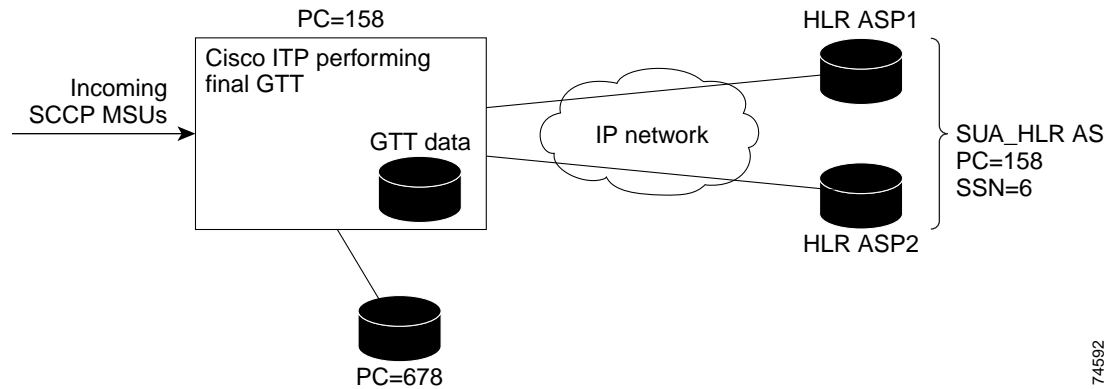 PC=158
HLR ASP1
Cisco ITP performing
final GTT
Incoming
SCCP MSUs
GTT data
IP network
SUA_HLR AS
PC=158
SSN=6
HLR ASP2
PC=678
74592